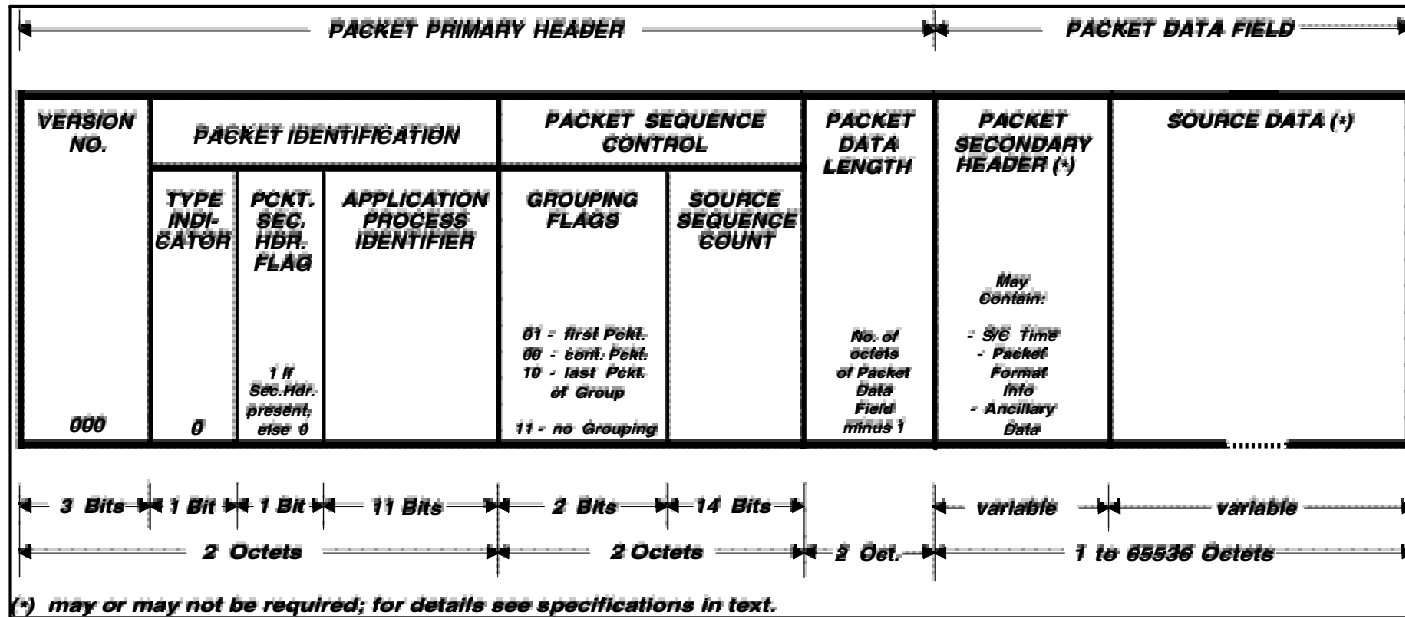 PACKET PRIMARY HEADER
PACKET DATA FIELD
VERSION
NO.
PACKET IDENTIFICATION
PACKET SEQUENCE
CONTROL
PACKET
DATA
LENGTH
PACKET
SECONDARY
HEADER (*)
SOURCE DATA (*)
TYPE
INDI-
CATOR
PCKT.
SEC.
HDR.
FLAG
APPLICATION
PROCESS
IDENTIFIER
GROUPING
FLAGS
SOURCE
SEQUENCE
COUNT
000
0
1 if
Sec.Hdr.
present,
else 0
01 - first Pckt.
00 - cont. Pckt.
10 - last Pckt.
of Group
11 - no Grouping
No. of
octets
of Packet
Data
Field
minus 1
May
Contain:
- S/C Time
- Packet
Format
Info
- Ancillary
Data
3 Bits
1 Bit
1 Bit
11 Bits
2 Bits
14 Bits
variable
variable
2 Octets
2 Octets
2 Oct.
1 to 65536 Octets
(*) may or may not be required; for details see specifications in text.